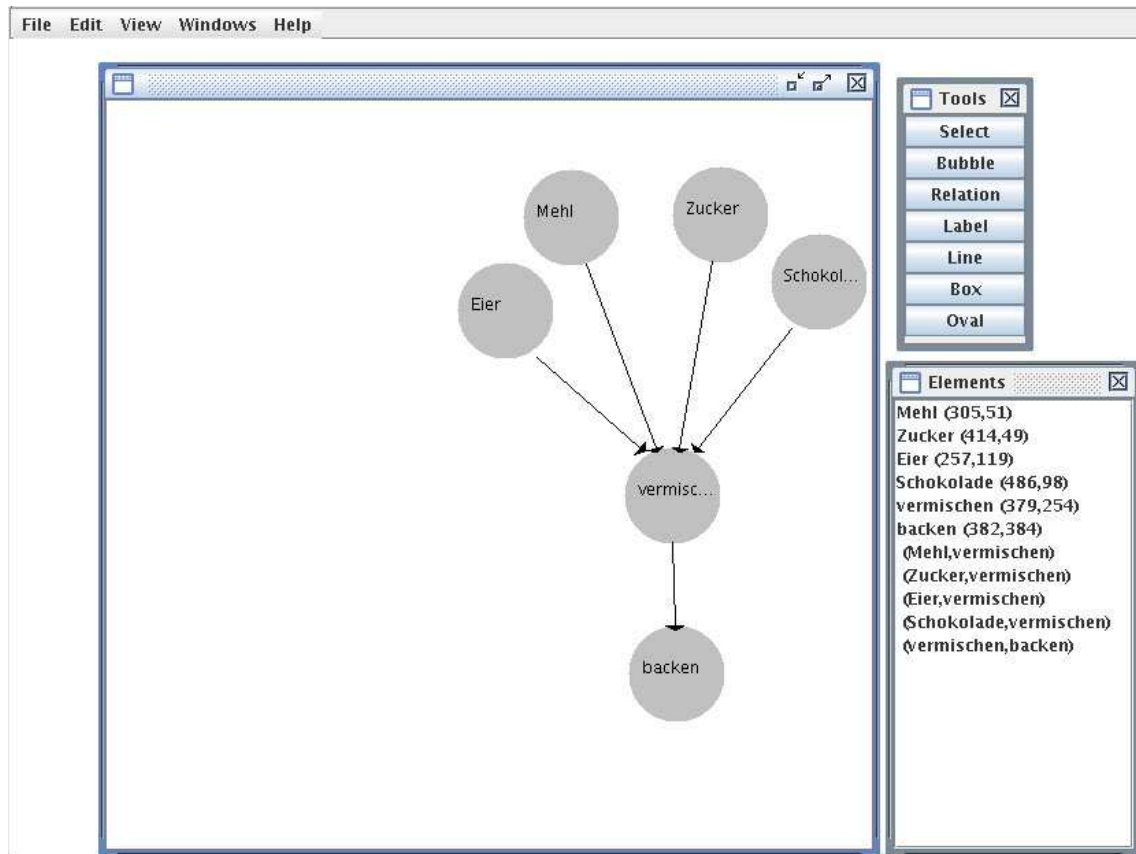 File Edit View Windows Help
Mehl
Zucker
Schokol...
Eier
vermisc...
backen
Tools
Select
Bubble
Relation
Label
Line
Box
Oval
Elements
Mehl (305,51)
Zucker (414,49)
Eier (257,119)
Schokolade (486,98)
vermischen (379,254)
backen (382,384)
(Mehl,vermischen)
(Zucker,vermischen)
(Eier,vermischen)
(Schokolade,vermischen)
(vermischen,backen)